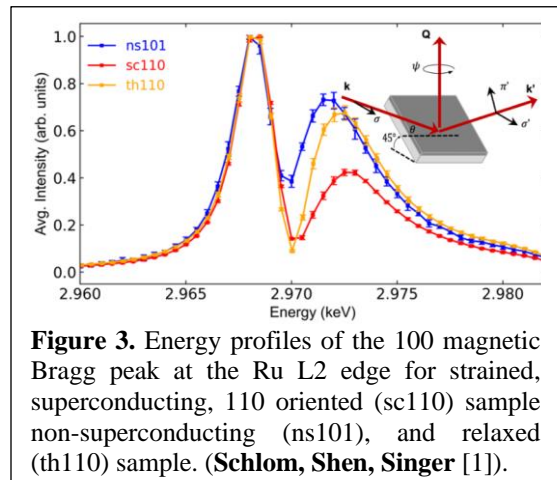 ns101
sc110
th110
Q
ψ
k
k'
π'
σ
θ
σ'
45°
Avg. Intensity (arb. units)
1.0
0.8
0.6
0.4
0.2
0.0
2.960
2.965
2.970
2.975
2.980
Energy (keV)
Figure 3. Energy profiles of the 100 magnetic
Bragg peak at the Ru L2 edge for strained,
superconducting, 110 oriented (sc110) sample
non-superconducting (ns101), and relaxed
(th110) sample. (Schlom, Shen, Singer [1]).